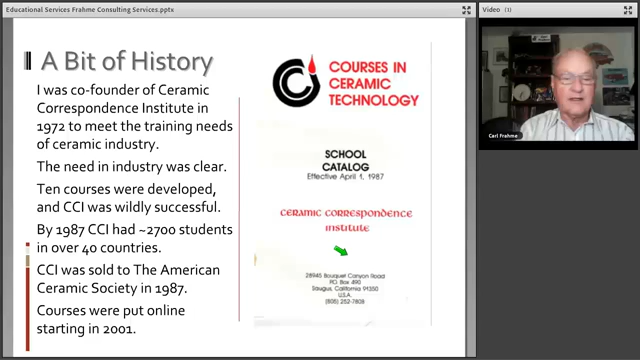 Educational Services Frahme Consulting Services.pptx
A Bit of History
I was co-founder of Ceramic
Correspondence Institute in
1972 to meet the training needs
of ceramic industry.
The need in industry was clear.
Ten courses were developed,
and CCI was wildly successful.
By 1987 CCI had ~2700 students
in over 40 countries.
CCI was sold to The American
Ceramic Society in 1987.
Courses were put online
starting in 2001.
COURSES IN
CERAMIC
TECHNOLOGY
SCHOOL
CATALOG
Effective April 1, 1987
CERAMIC CORRESPONDENCE
INSTITUTE
28945 Bouquet Canyon Road
PO Box 490
Saugus, California 91350
U.S.A.
(805) 252-7808
Video (1)
Carl Frahme